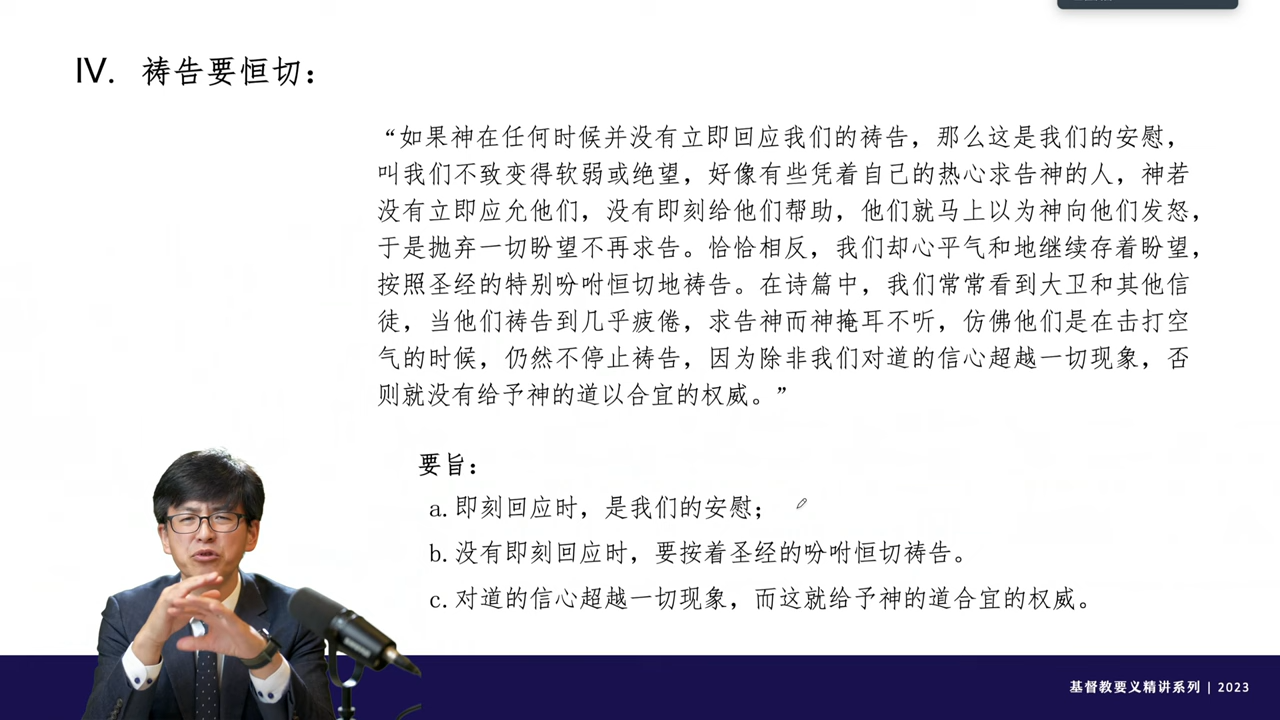 IV. 祷告要恒切：
“如果神在任何时候并没有立即回应我们的祷告，那么这是我们的安慰，
叫我们不致变得软弱或绝望，好像有些凭着自己的热心求告神的人，神若
没有立即应允他们，没有即刻给他们帮助，他们就马上以为神向他们发怒，
于是抛弃一切盼望不再求告。恰恰相反，我们却心平气和地继续存着盼望，
按照圣经的特别吩咐恒切地祷告。在诗篇中，我们常常看到大卫和其他信
徒，当他们祷告到几乎疲倦，求告神而神掩耳不听，仿佛他们是在击打空
气的时候，仍然不停止祷告，因为除非我们对道的信心超越一切现象，否
则就没有给予神的道以合宜的权威。”
要旨：
a. 即刻回应时，是我们的安慰；
b. 没有即刻回应时，要按着圣经的吩咐恒切祷告。
c. 对道的信心超越一切现象，而这就给予神的道合宜的权威。
基督教要义精讲系列 | 2023